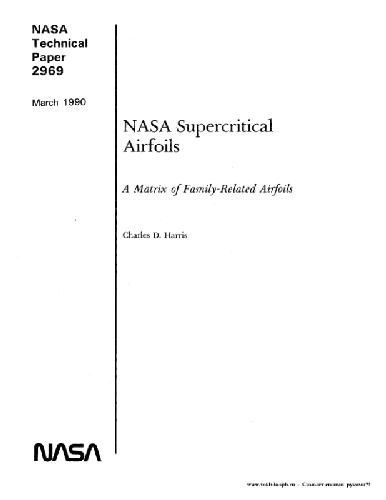 NASA
Technical
Paper
2969
March 1990
NASA Supercritical
Airfoils
A Matrix of Family-Related Airfoils
Charles D. Harris
NASA